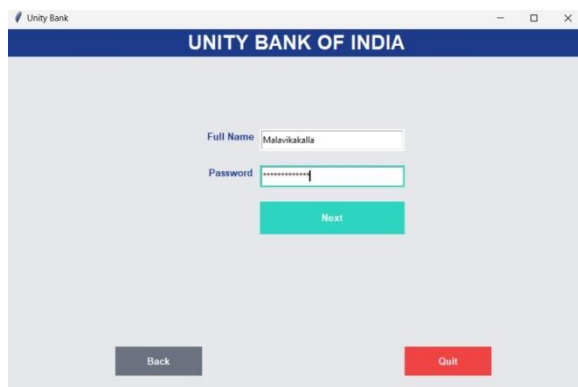 Unity Bank
UNITY BANK OF INDIA
Full Name Malavikakalla
Password *************
Next
Back Quit